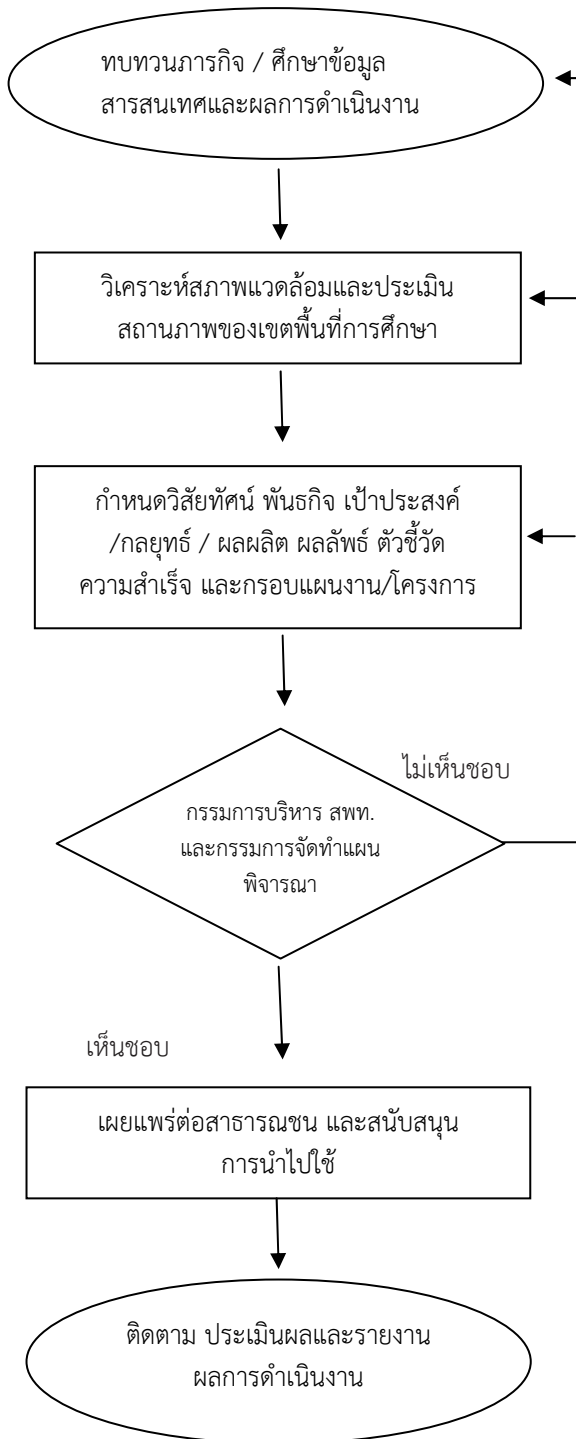 ทบทวนภารกิจ / ศึกษาข้อมูล
สารสนเทศและผลการดำเนินงาน
วิเคราะห์สภาพแวดล้อมและประเมิน
สถานภาพของเขตพื้นที่การศึกษา
กำหนดวิสัยทัศน์ พันธกิจ เป้าประสงค์
/กลยุทธ์ / ผลผลิต ผลลัพธ์ ตัวชี้วัด
ความสำเร็จ และกรอบแผนงาน/โครงการ
ไม่เห็นชอบ
กรรมการบริหาร สพท.
และกรรมการจัดทำแผน
พิจารณา
เห็นชอบ
เผยแพร่ต่อสาธารณชน และสนับสนุน
การนำไปใช้
ติดตาม ประเมินผลและรายงาน
ผลการดำเนินงาน